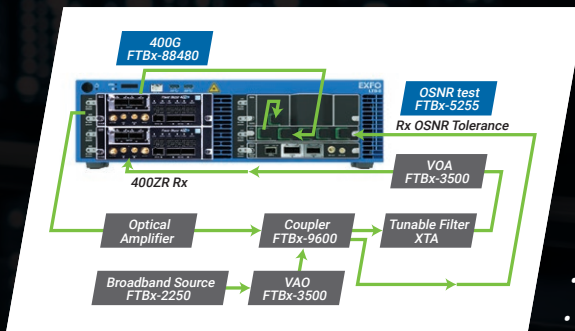 400G
FTBx-88480
EXFO
OSNR test
FTBx-5255
Rx OSNR Tolerance
400ZR Rx
VOA
FTBx-3500
Optical
Amplifier
Coupler
FTBx-9600
Tunable Filter
XTA
Broadband Source
FTBx-2250
VAO
FTBx-3500